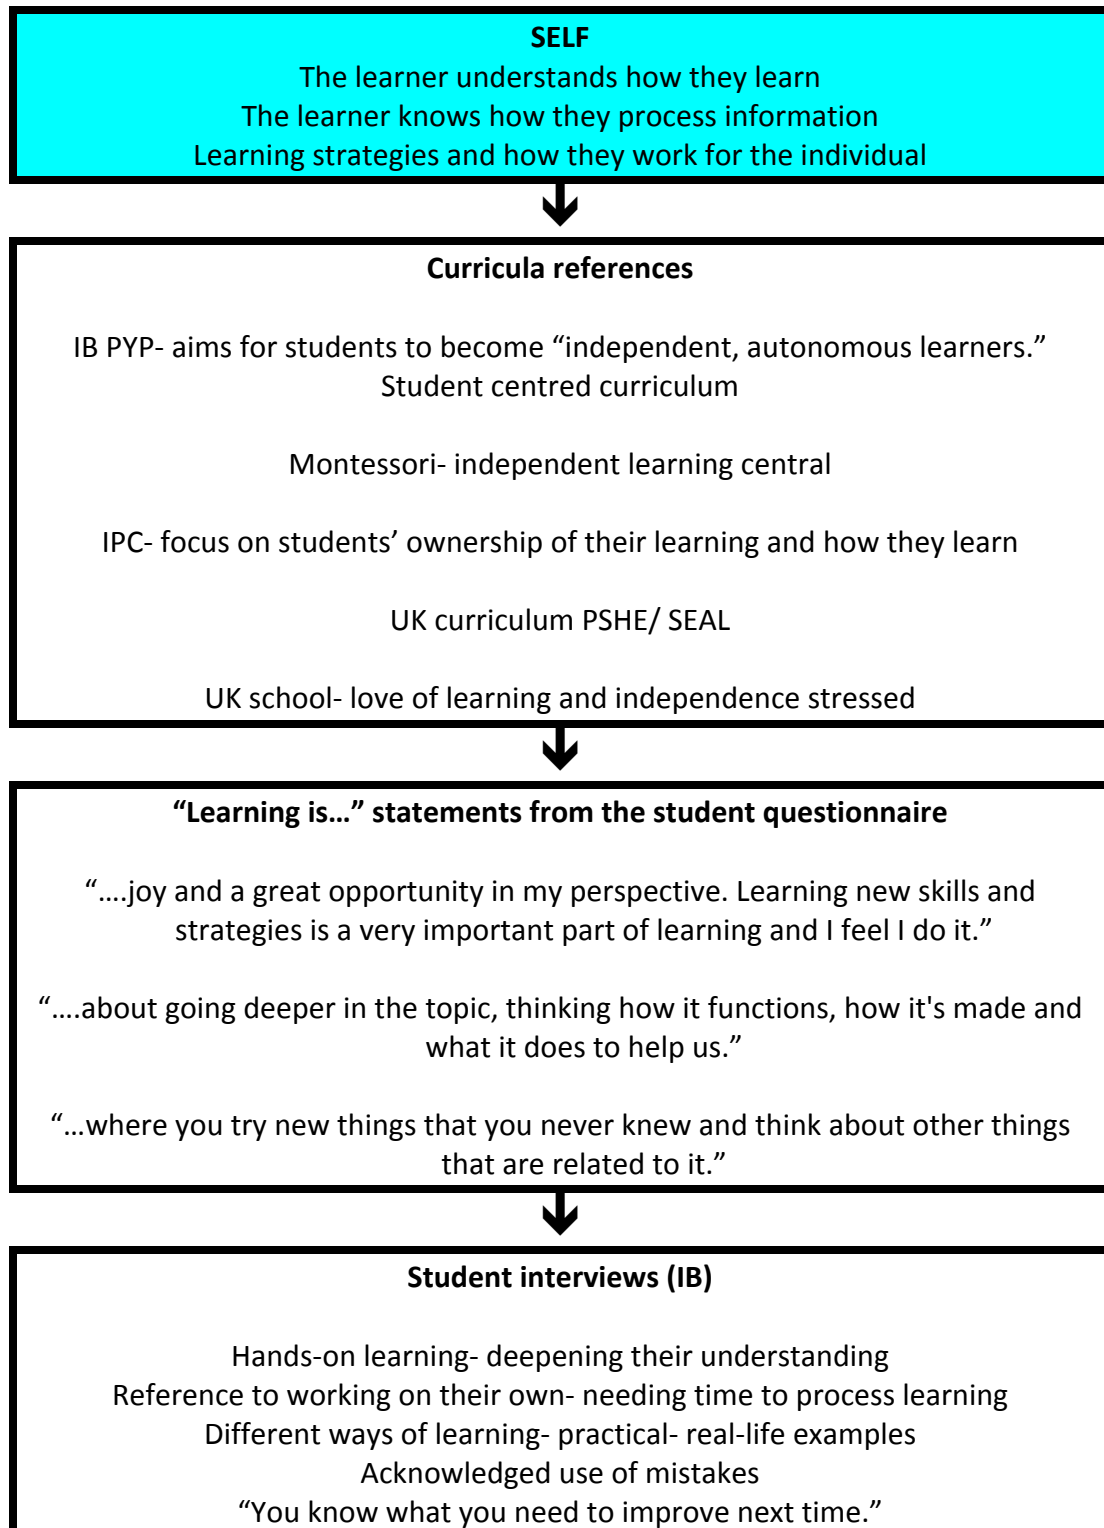 SELF
The learner understands how they learn
The learner knows how they process information
Learning strategies and how they work for the individual
Curricula references
IB PYP- aims for students to become “independent, autonomous learners.”
Student centred curriculum
Montessori- independent learning central
IPC- focus on students’ ownership of their learning and how they learn
UK curriculum PSHE/ SEAL
UK school- love of learning and independence stressed
“Learning is…” statements from the student questionnaire
“….joy and a great opportunity in my perspective. Learning new skills and
strategies is a very important part of learning and I feel I do it.”
“….about going deeper in the topic, thinking how it functions, how it's made and
what it does to help us.”
“…where you try new things that you never knew and think about other things
that are related to it.”
Student interviews (IB)
Hands-on learning- deepening their understanding
Reference to working on their own- needing time to process learning
Different ways of learning- practical- real-life examples
Acknowledged use of mistakes
“You know what you need to improve next time.”